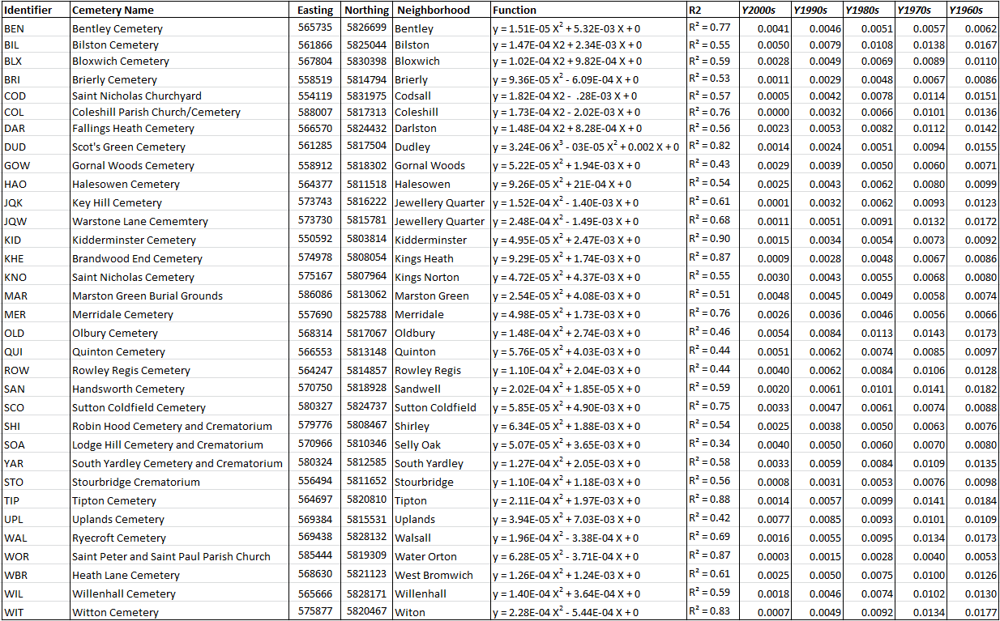 Identifier Cemetery Name Easting Northing Neighborhood Function R2 Y2000s Y1990s Y1980s Y1970s Y1960s
BEN Bentley Cemetery 565735 5826699 Bentley y = 1.51E-05 X² + 5.32E-03 X + 0 R² = 0.77 0.0041 0.0046 0.0051 0.0057 0.0062
BIL Bilston Cemetery 561866 5825044 Bilston y = 1.47E-04 X2 + 2.34E-03 X + 0 R² = 0.55 0.0050 0.0079 0.0108 0.0138 0.0167
BLX Bloxwich Cemetery 567804 5830398 Bloxwich y = 1.02E-04 X2 + 9.82E-04 X + 0 R² = 0.59 0.0028 0.0049 0.0069 0.0089 0.0110
BRI Brierly Cemetery 558519 5814794 Brierly y = 9.36E-05 X² - 6.09E-04 X + 0 R² = 0.53 0.0011 0.0029 0.0048 0.0067 0.0086
COD Saint Nicholas Churchyard 554119 5831975 Codsall y = 1.82E-04 X2 - .28E-03 X + 0 R² = 0.57 0.0005 0.0042 0.0078 0.0114 0.0151
COL Coleshill Parish Church/Cemetery 588007 5817313 Coleshill y = 1.73E-04 X2 - 2.02E-03 X + 0 R² = 0.76 0.0000 0.0032 0.0066 0.0101 0.0136
DAR Fallings Heath Cemetery 566570 5824432 Darlston y = 1.48E-04 X2 + 8.28E-04 X + 0 R² = 0.56 0.0023 0.0053 0.0082 0.0112 0.0142
DUD Scot's Green Cemetery 561285 5817504 Dudley y = 3.24E-06 X³ - 03E-05 X² + 0.002 X + 0 R² = 0.82 0.0014 0.0024 0.0051 0.0094 0.0155
GOW Gornal Woods Cemetery 558912 5818302 Gornal Woods y = 5.22E-05 X² + 1.94E-03 X + 0 R² = 0.43 0.0029 0.0039 0.0050 0.0060 0.0071
HAO Halesowen Cemetery 564377 5811518 Halesowen y = 9.26E-05 X² + 21E-04 X + 0 R² = 0.54 0.0025 0.0043 0.0062 0.0080 0.0099
JQK Key Hill Cemetery 573743 5816222 Jewellery Quarter y = 1.52E-04 X² - 1.40E-03 X + 0 R² = 0.61 0.0001 0.0032 0.0062 0.0093 0.0123
JQW Warstone Lane Cememtery 573730 5815781 Jewellery Quarter y = 2.48E-04 X² - 1.49E-03 X + 0 R² = 0.68 0.0011 0.0051 0.0091 0.0132 0.0172
KID Kidderminster Cemetery 550592 5803814 Kidderminster y = 4.95E-05 X² + 2.47E-03 X + 0 R² = 0.90 0.0015 0.0034 0.0054 0.0073 0.0092
KHE Brandwood End Cemetery 574978 5808054 Kings Heath y = 9.29E-05 X² + 1.74E-03 X + 0 R² = 0.87 0.0009 0.0028 0.0048 0.0067 0.0086
KNO Saint Nicholas Cemetery 575167 5807964 Kings Norton y = 4.72E-05 X² + 4.37E-03 X + 0 R² = 0.55 0.0030 0.0043 0.0055 0.0068 0.0080
MAR Marston Green Burial Grounds 586086 5813062 Marston Green y = 2.54E-05 X² + 4.08E-03 X + 0 R² = 0.51 0.0048 0.0045 0.0049 0.0058 0.0074
MER Merridale Cemetery 557690 5825788 Merridale y = 4.98E-05 X² + 1.73E-03 X + 0 R² = 0.76 0.0026 0.0036 0.0046 0.0056 0.0066
OLD Olbury Cemetery 568314 5817067 Oldbury y = 1.48E-04 X² + 2.74E-03 X + 0 R² = 0.46 0.0054 0.0084 0.0113 0.0143 0.0173
QUI Quinton Cemetery 566553 5813148 Quinton y = 5.76E-05 X² + 4.03E-03 X + 0 R² = 0.44 0.0051 0.0062 0.0074 0.0085 0.0097
ROW Rowley Regis Cemetery 564247 5814857 Rowley Regis y = 1.10E-04 X² + 2.04E-03 X + 0 R² = 0.44 0.0040 0.0062 0.0084 0.0106 0.0128
SAN Handsworth Cemetery 570750 5818928 Sandwell y = 2.02E-04 X² + 1.85E-05 X + 0 R² = 0.59 0.0020 0.0061 0.0101 0.0141 0.0182
SCO Sutton Coldfield Cemetery 580327 5824737 Sutton Coldfield y = 5.85E-05 X² + 4.90E-03 X + 0 R² = 0.75 0.0033 0.0047 0.0061 0.0074 0.0088
SHI Robin Hood Cemetery and Crematorium 579776 5808467 Shirley y = 6.34E-05 X² + 1.88E-03 X + 0 R² = 0.54 0.0025 0.0038 0.0050 0.0063 0.0076
SOA Lodge Hill Cemetery and Crematorium 570966 5810346 Selly Oak y = 5.07E-05 X² + 3.65E-03 X + 0 R² = 0.34 0.0040 0.0050 0.0060 0.0070 0.0080
YAR South Yardley Cemetery and Crematorium 580324 5812585 South Yardley y = 1.27E-04 X² + 2.05E-03 X + 0 R² = 0.58 0.0033 0.0059 0.0084 0.0109 0.0135
STO Stourbridge Crematorium 556494 5811652 Stourbridge y = 1.10E-04 X² + 1.18E-03 X + 0 R² = 0.56 0.0008 0.0031 0.0053 0.0076 0.0098
TIP Tipton Cemetery 564697 5820810 Tipton y = 2.11E-04 X² + 1.97E-03 X + 0 R² = 0.88 0.0014 0.0057 0.0099 0.0141 0.0184
UPL Uplands Cemetery 569384 5815531 Uplands y = 3.94E-05 X² + 7.03E-03 X + 0 R² = 0.42 0.0077 0.0085 0.0093 0.0101 0.0109
WAL Ryecroft Cemetery 569438 5828132 Walsall y = 1.96E-04 X² - 3.38E-04 X + 0 R² = 0.69 0.0016 0.0055 0.0095 0.0134 0.0173
WOR Saint Peter and Saint Paul Parish Church 585444 5819309 Water Orton y = 6.28E-05 X² - 3.71E-04 X + 0 R² = 0.87 0.0003 0.0015 0.0028 0.0040 0.0053
WBR Heath Lane Cemetery 568630 5821123 West Bromwich y = 1.26E-04 X² + 1.24E-03 X + 0 R² = 0.61 0.0025 0.0050 0.0075 0.0100 0.0126
WIL Willenhall Cemetery 565666 5828171 Willenhall y = 1.40E-04 X² + 3.64E-04 X + 0 R² = 0.59 0.0018 0.0046 0.0074 0.0102 0.0130
WIT Witton Cemetery 575877 5820467 Witon y = 2.28E-04 X² - 5.44E-04 X + 0 R² = 0.83 0.0007 0.0049 0.0092 0.0134 0.0177